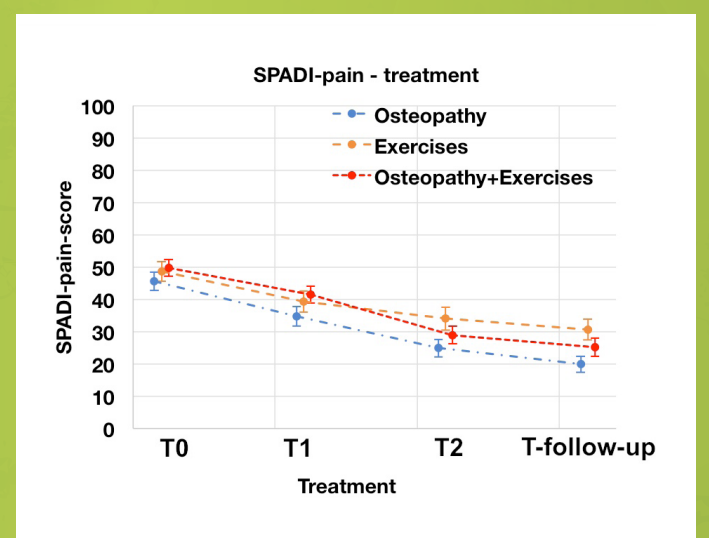 SPADI-pain - treatment
Osteopathy
Exercises
Osteopathy+Exercises
SPADI-pain-score
100
90
80
70
60
50
40
30
20
10
0
T0 T1 T2 T-follow-up
Treatment